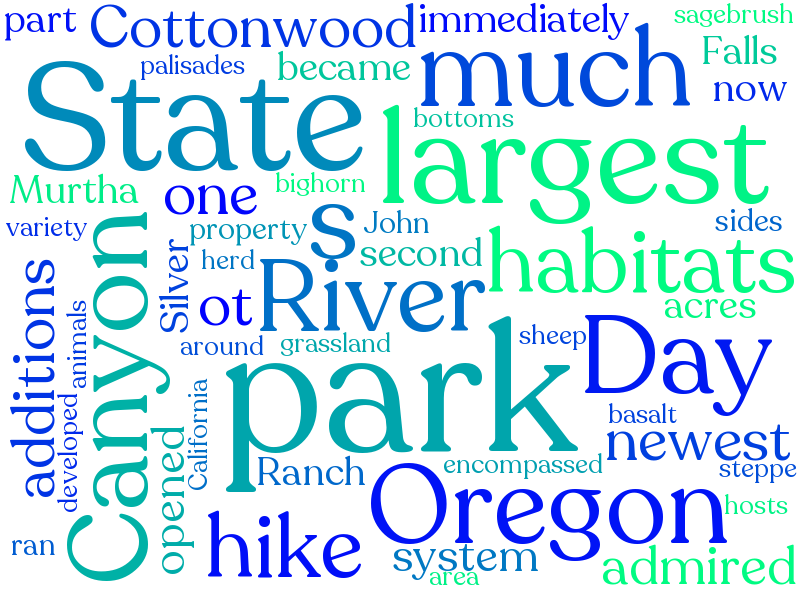 part
Cottonwood
immediately
sagebrush
Falls
palisades
became
much
now
State
bottoms
largest
Murtha
one
bighorn
variety
property
s
John
sides
second
habitats
herd
Silver
Canyon
additions
animals
ot
River
acres
around
grassland
sheep
Day
park
developed
California
opened
basalt
newest
Ranch
encompassed
steppe
Oregon
hosts
ran
hike
system
area
admired